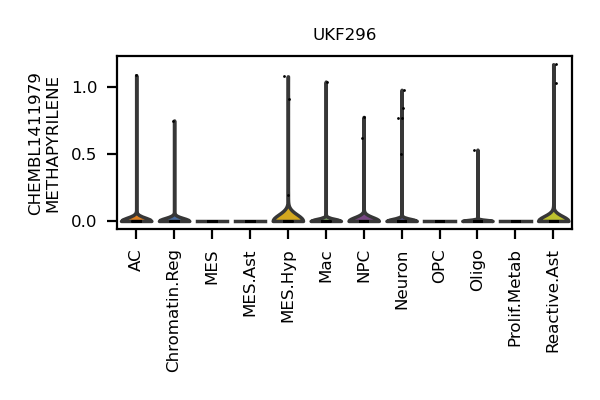 UKF296
CHEMBL1411979
METHAPYRILENE
1.0
0.5
0.0
AC
Chromatin.Reg
MES
MES.Ast
MES.Hyp
Mac
NPC
Neuron
OPC
Oligo
Prolif.Metab
Reactive.Ast